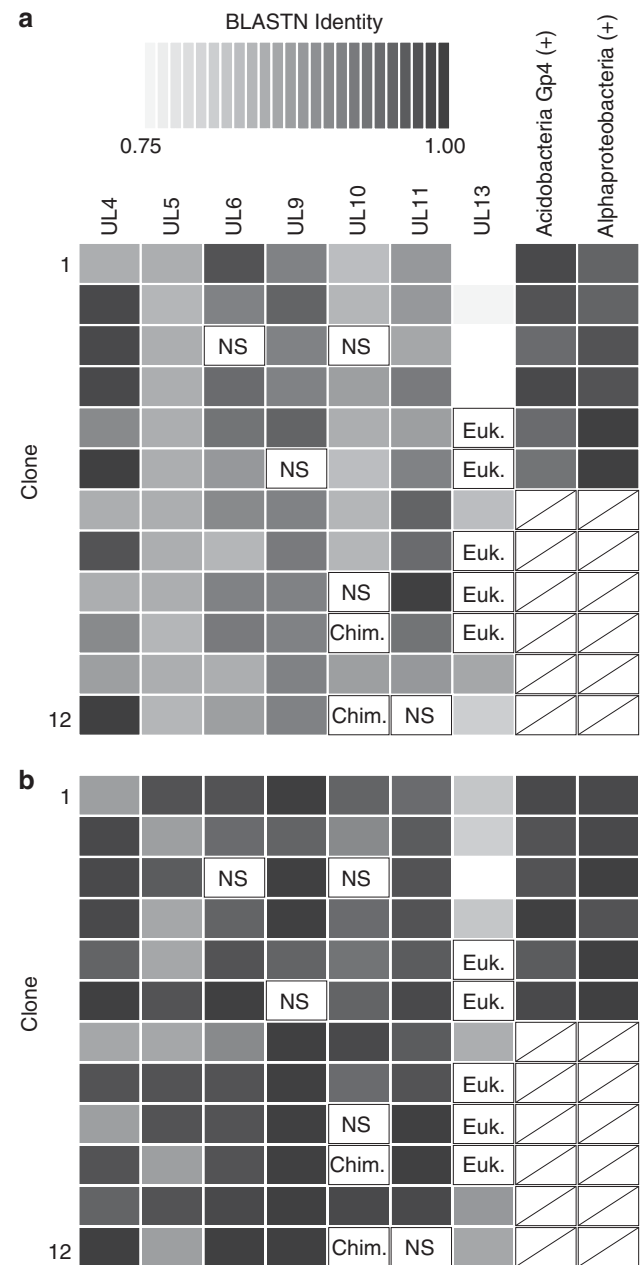 a
BLASTN Identity
0.75 1.00
UL4 UL5 UL6 UL9 UL10 UL11 UL13 Acidobacteria Gp4 (+) Alphaproteobacteria (+)
1
NS NS
Clone
Euk.
NS Euk.
Euk.
NS Euk.
Chim. Euk.
12 Chim. NS
b
1
NS NS
Clone
Euk.
NS Euk.
Euk.
NS Euk.
Chim. Euk.
12 Chim. NS